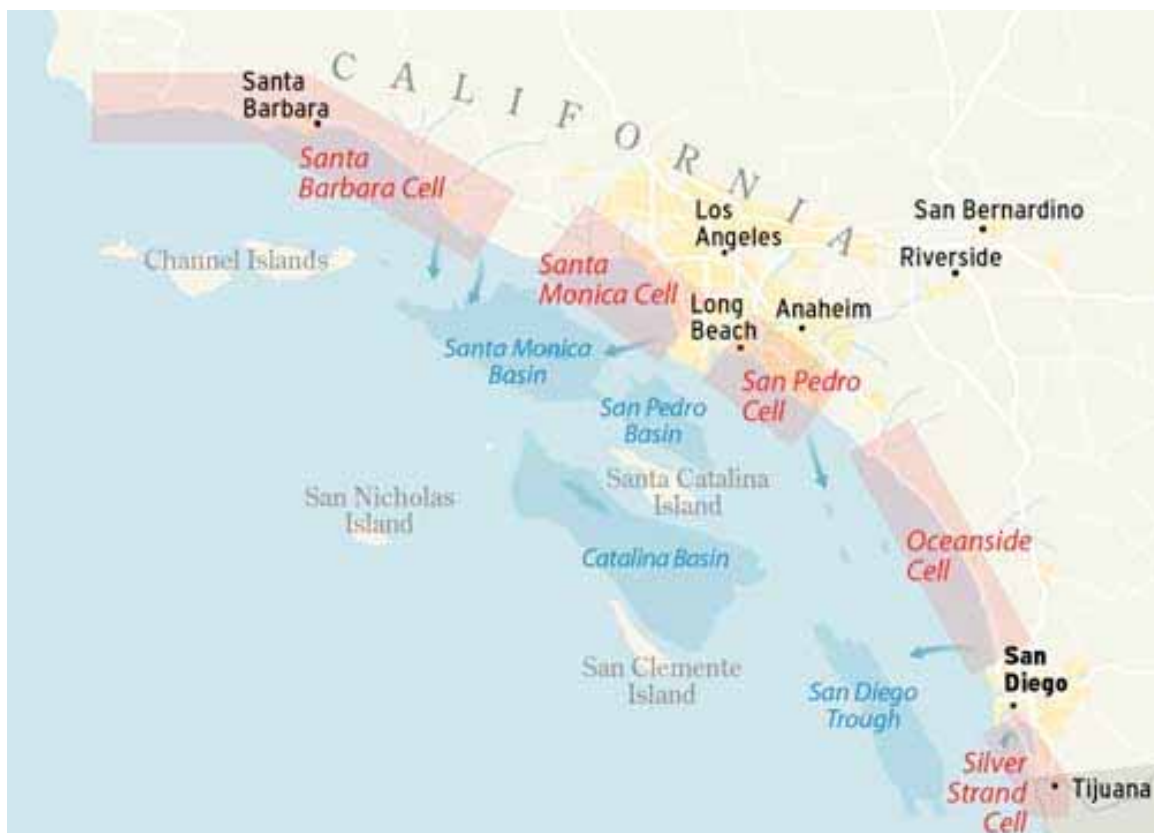 CALIFORNIA
Santa
Barbara
Santa
Barbara Cell
Channel Islands
Los
Angeles
San Bernardino
Riverside
Santa
Monica Cell
Long
Beach
Anaheim
Santa Monica
Basin
San Pedro
Cell
San Pedro
Basin
Santa Catalina
Island
San Nicholas
Island
Oceanside
Cell
Catalina Basin
San Clemente
Island
San
Diego
San Diego
Trough
Silver
Strand
Cell
Tijuana